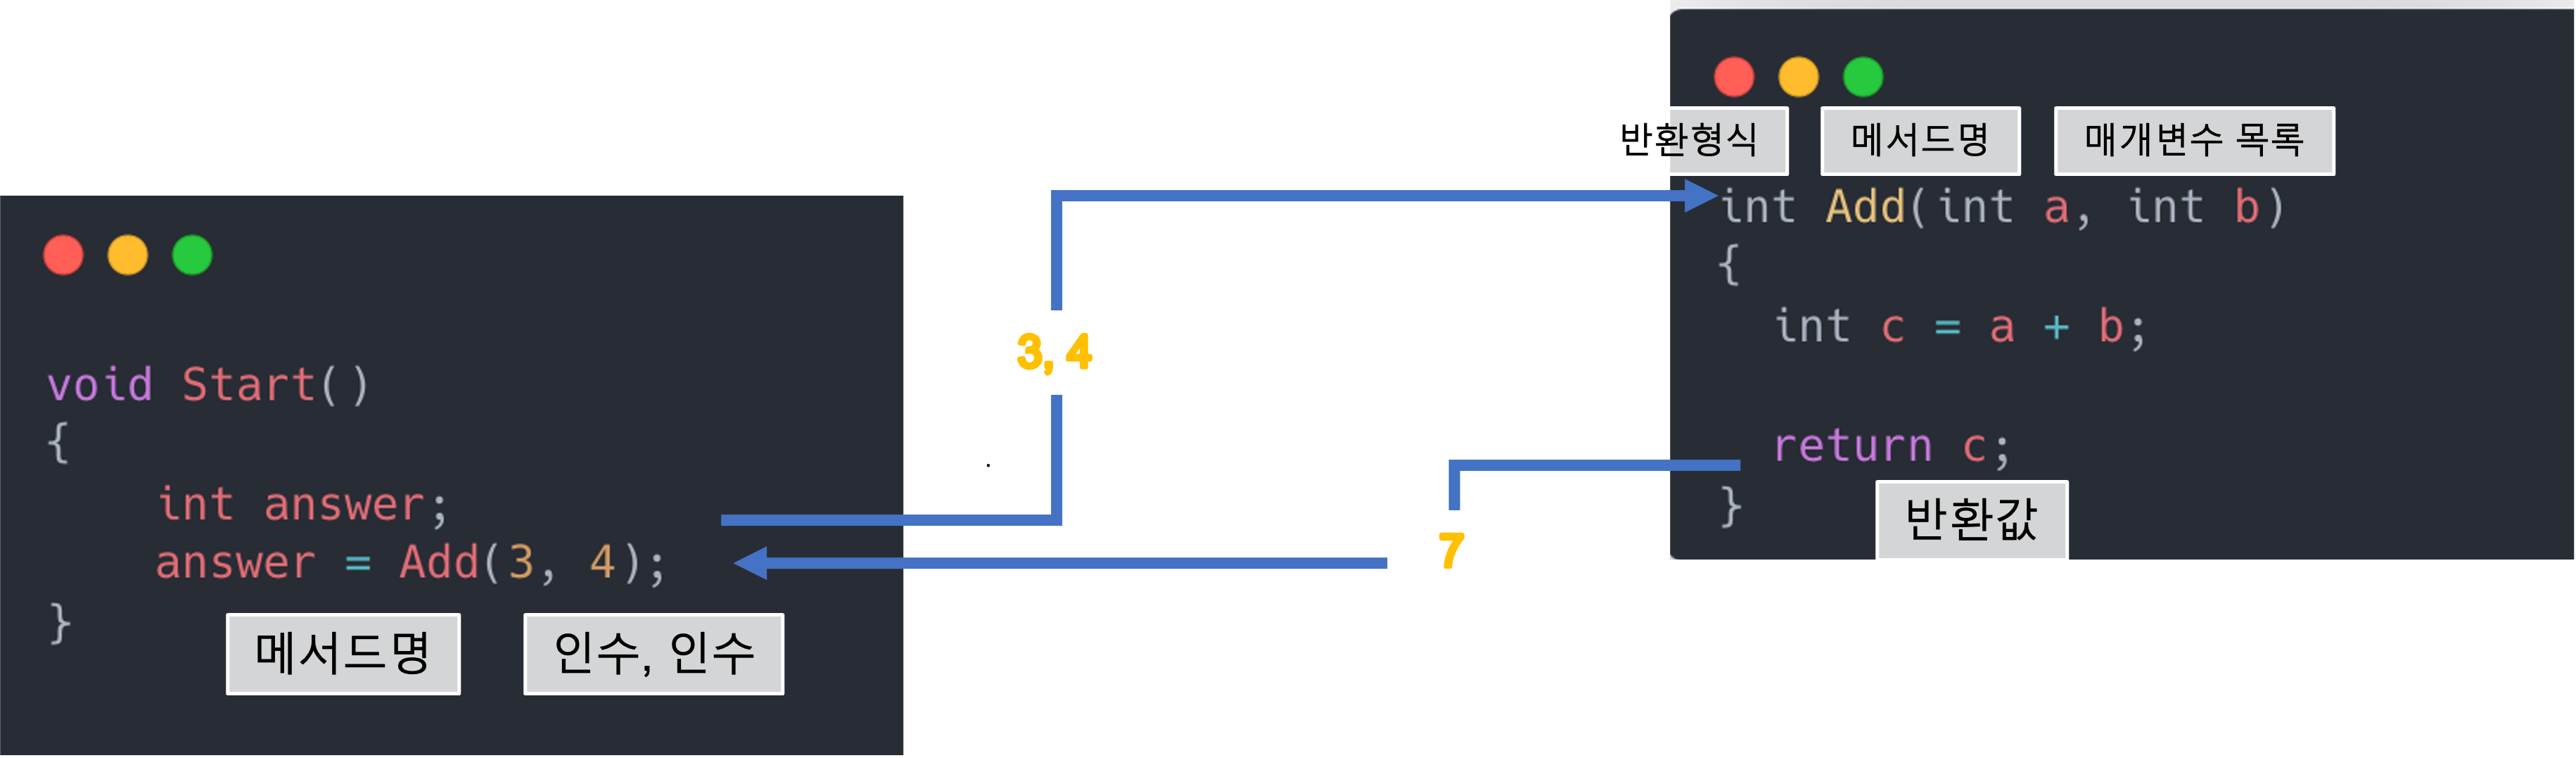 void Start()
{
int answer;
answer = Add(3, 4);
}
메서드명
인수, 인수
3, 4
7
반환형식
메서드명
매개변수 목록
int Add(int a, int b)
{
int c = a + b;
return c;
}
반환값